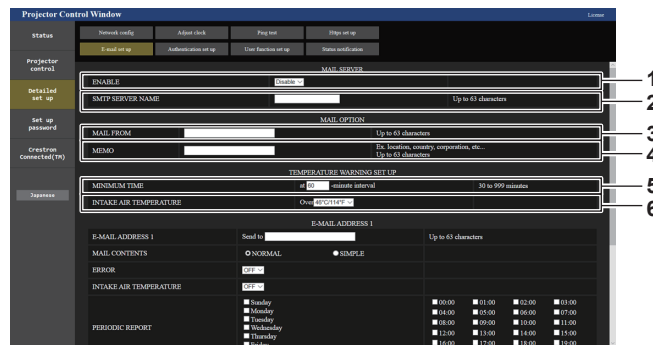 Projector Control Window
License
Status
Network config
Adjust clock
Ping test
Https set up
E-mail set up
Authentication set up
User function set up
Status notification
Projector control
Detailed set up
Set up password
Crestron Connected(TM)
Japanese
MAIL SERVER
ENABLE Disable 1
SMTP SERVER NAME Up to 63 characters 2
MAIL OPTION
MAIL FROM Up to 63 characters 3
MEMO Ex. location, country, corporation, etc... 4
Up to 63 characters
TEMPERATURE WARNING SET UP
MINIMUM TIME at 60 -minute interval 30 to 999 minutes 5
INTAKE AIR TEMPERATURE Over 46°C/114°F 6
E-MAIL ADDRESS 1
E-MAIL ADDRESS 1 Send to Up to 63 characters
MAIL CONTENTS NORMAL SIMPLE
ERROR OFF
INTAKE AIR TEMPERATURE OFF
PERIODIC REPORT
Sunday
Monday
Tuesday
Wednesday
Thursday
Friday
00:00 01:00 02:00 03:00
04:00 05:00 06:00 07:00
08:00 09:00 10:00 11:00
12:00 13:00 14:00 15:00
16:00 17:00 18:00 19:00